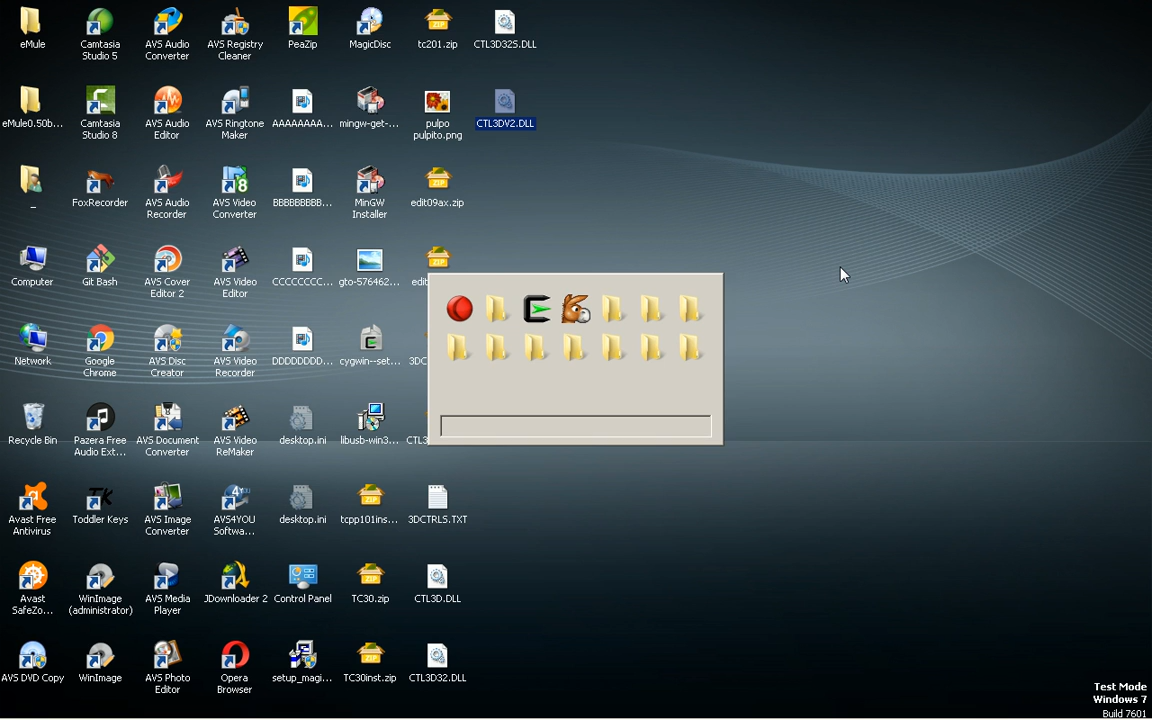 eMule
Camtasia
Studio 5
AVS Audio
Converter
AVS Registry
Cleaner
PeaZip
MagicDisc
tc201.zip
CTL3D32S.DLL
eMule0.50b...
Camtasia
Studio 8
AVS Audio
Editor
AVS Ringtone
Maker
AAAAAAAA...
mingw-get-...
pulpo
pulpito.png
CTL3DV2.DLL
_
FoxRecorder
AVS Audio
Recorder
AVS Video
Converter
BBBBBBBBB...
MinGW
Installer
edit09ax.zip
Computer
Git Bash
AVS Cover
Editor 2
AVS Video
Editor
CCCCCCCC...
gto-576462...
edit
Network
Google
Chrome
AVS Disc
Creator
AVS Video
Recorder
DDDDDDDD...
cygwin--set...
3DC
Recycle Bin
Pazera Free
Audio Ext...
AVS Document
Converter
AVS Video
ReMaker
desktop.ini
libusb-win3...
CTL3
Avast Free
Antivirus
Toddler Keys
AVS Image
Converter
AVS4YOU
Softwa...
desktop.ini
tcpp101ins...
3DCTRLS.TXT
Avast
SafeZo...
WinImage
(administrator)
AVS Media
Player
JDownloader 2
Control Panel
TC30.zip
CTL3D.DLL
AVS DVD Copy
WinImage
AVS Photo
Editor
Opera
Browser
setup_magi...
TC30inst.zip
CTL3D32.DLL
Test Mode
Windows 7
Build 7601